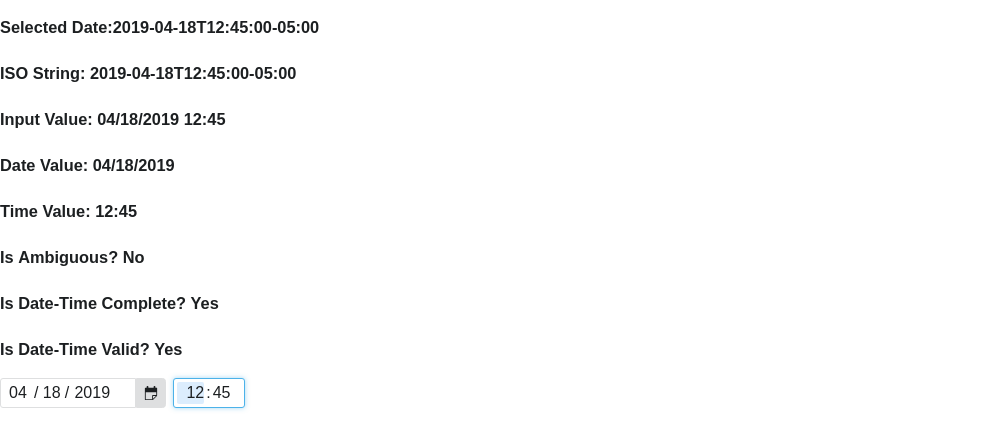 Selected Date:2019-04-18T12:45:00-05:00
ISO String: 2019-04-18T12:45:00-05:00
Input Value: 04/18/2019 12:45
Date Value: 04/18/2019
Time Value: 12:45
Is Ambiguous? No
Is Date-Time Complete? Yes
Is Date-Time Valid? Yes
04 / 18 / 2019 12:45